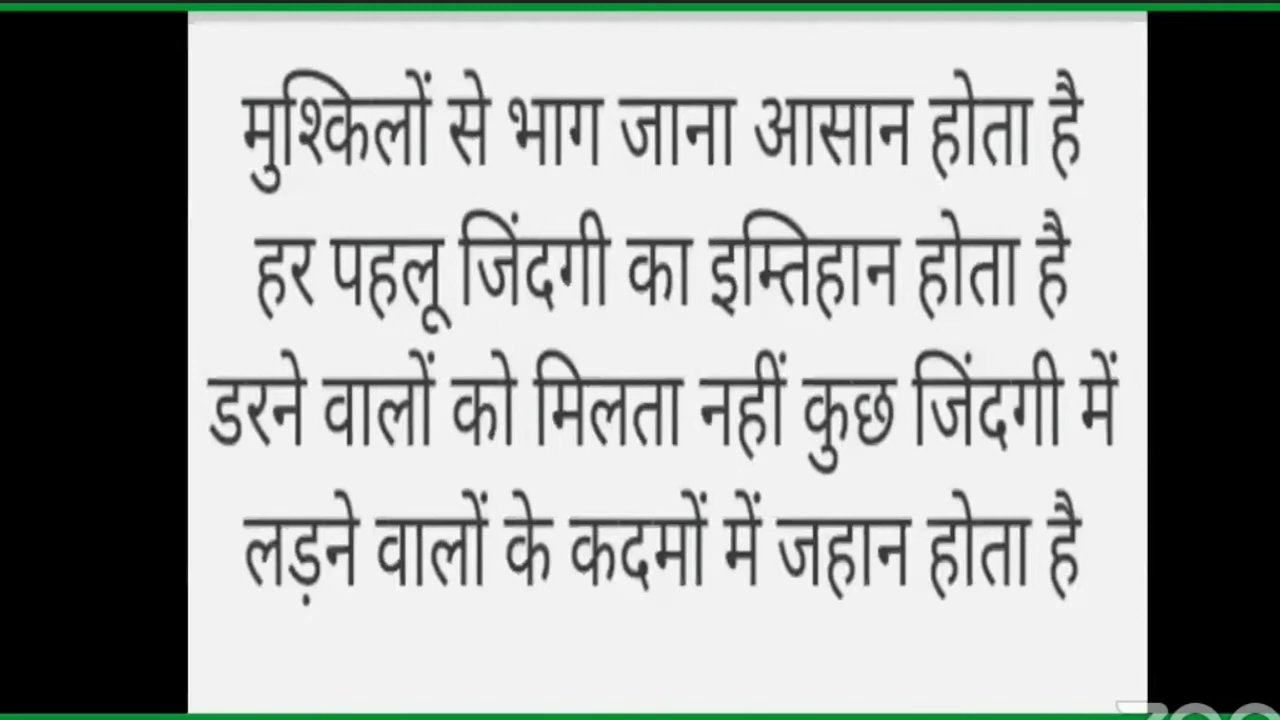 मुश्किलों से भाग जाना आसान होता है
हर पहलू जिंदगी का इम्तिहान होता है
डरने वालों को मिलता नहीं कुछ जिंदगी में
लड़ने वालों के कदमों में जहान होता है